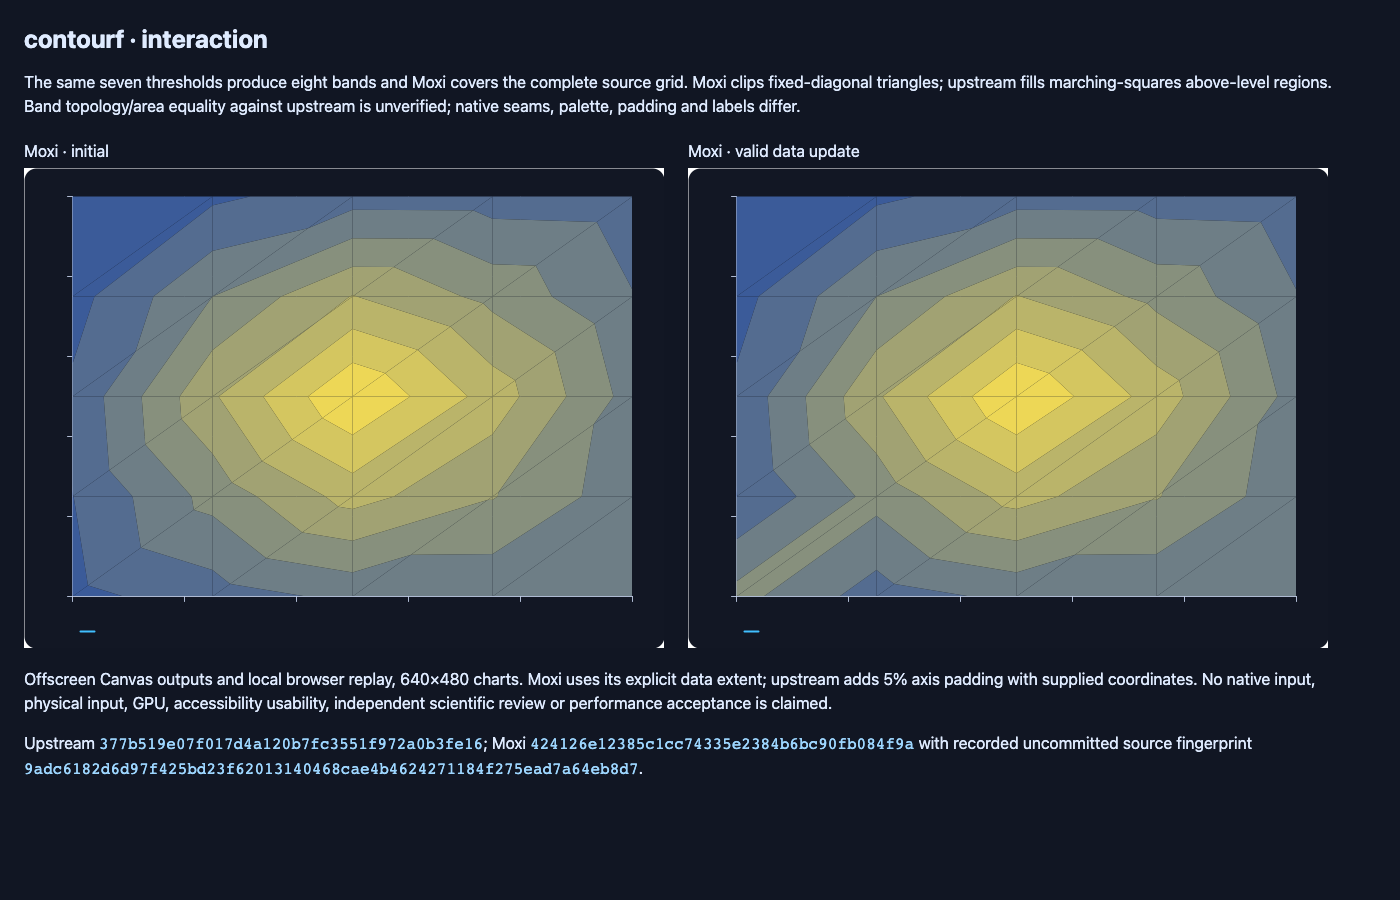 contourf · interaction
The same seven thresholds produce eight bands and Moxi covers the complete source grid. Moxi clips fixed-diagonal triangles; upstream fills marching-squares above-level regions.
Band topology/area equality against upstream is unverified; native seams, palette, padding and labels differ.
Moxi · initial
Moxi · valid data update
Offscreen Canvas outputs and local browser replay, 640×480 charts. Moxi uses its explicit data extent; upstream adds 5% axis padding with supplied coordinates. No native input,
physical input, GPU, accessibility usability, independent scientific review or performance acceptance is claimed.
Upstream 377b519e07f017d4a120b7fc3551f972a0b3fe16; Moxi 424126e12385c1cc74335e2384b6bc90fb084f9a with recorded uncommitted source fingerprint
9adc6182d6d97f425bd23f62013140468cae4b4624271184f275ead7a64eb8d7.